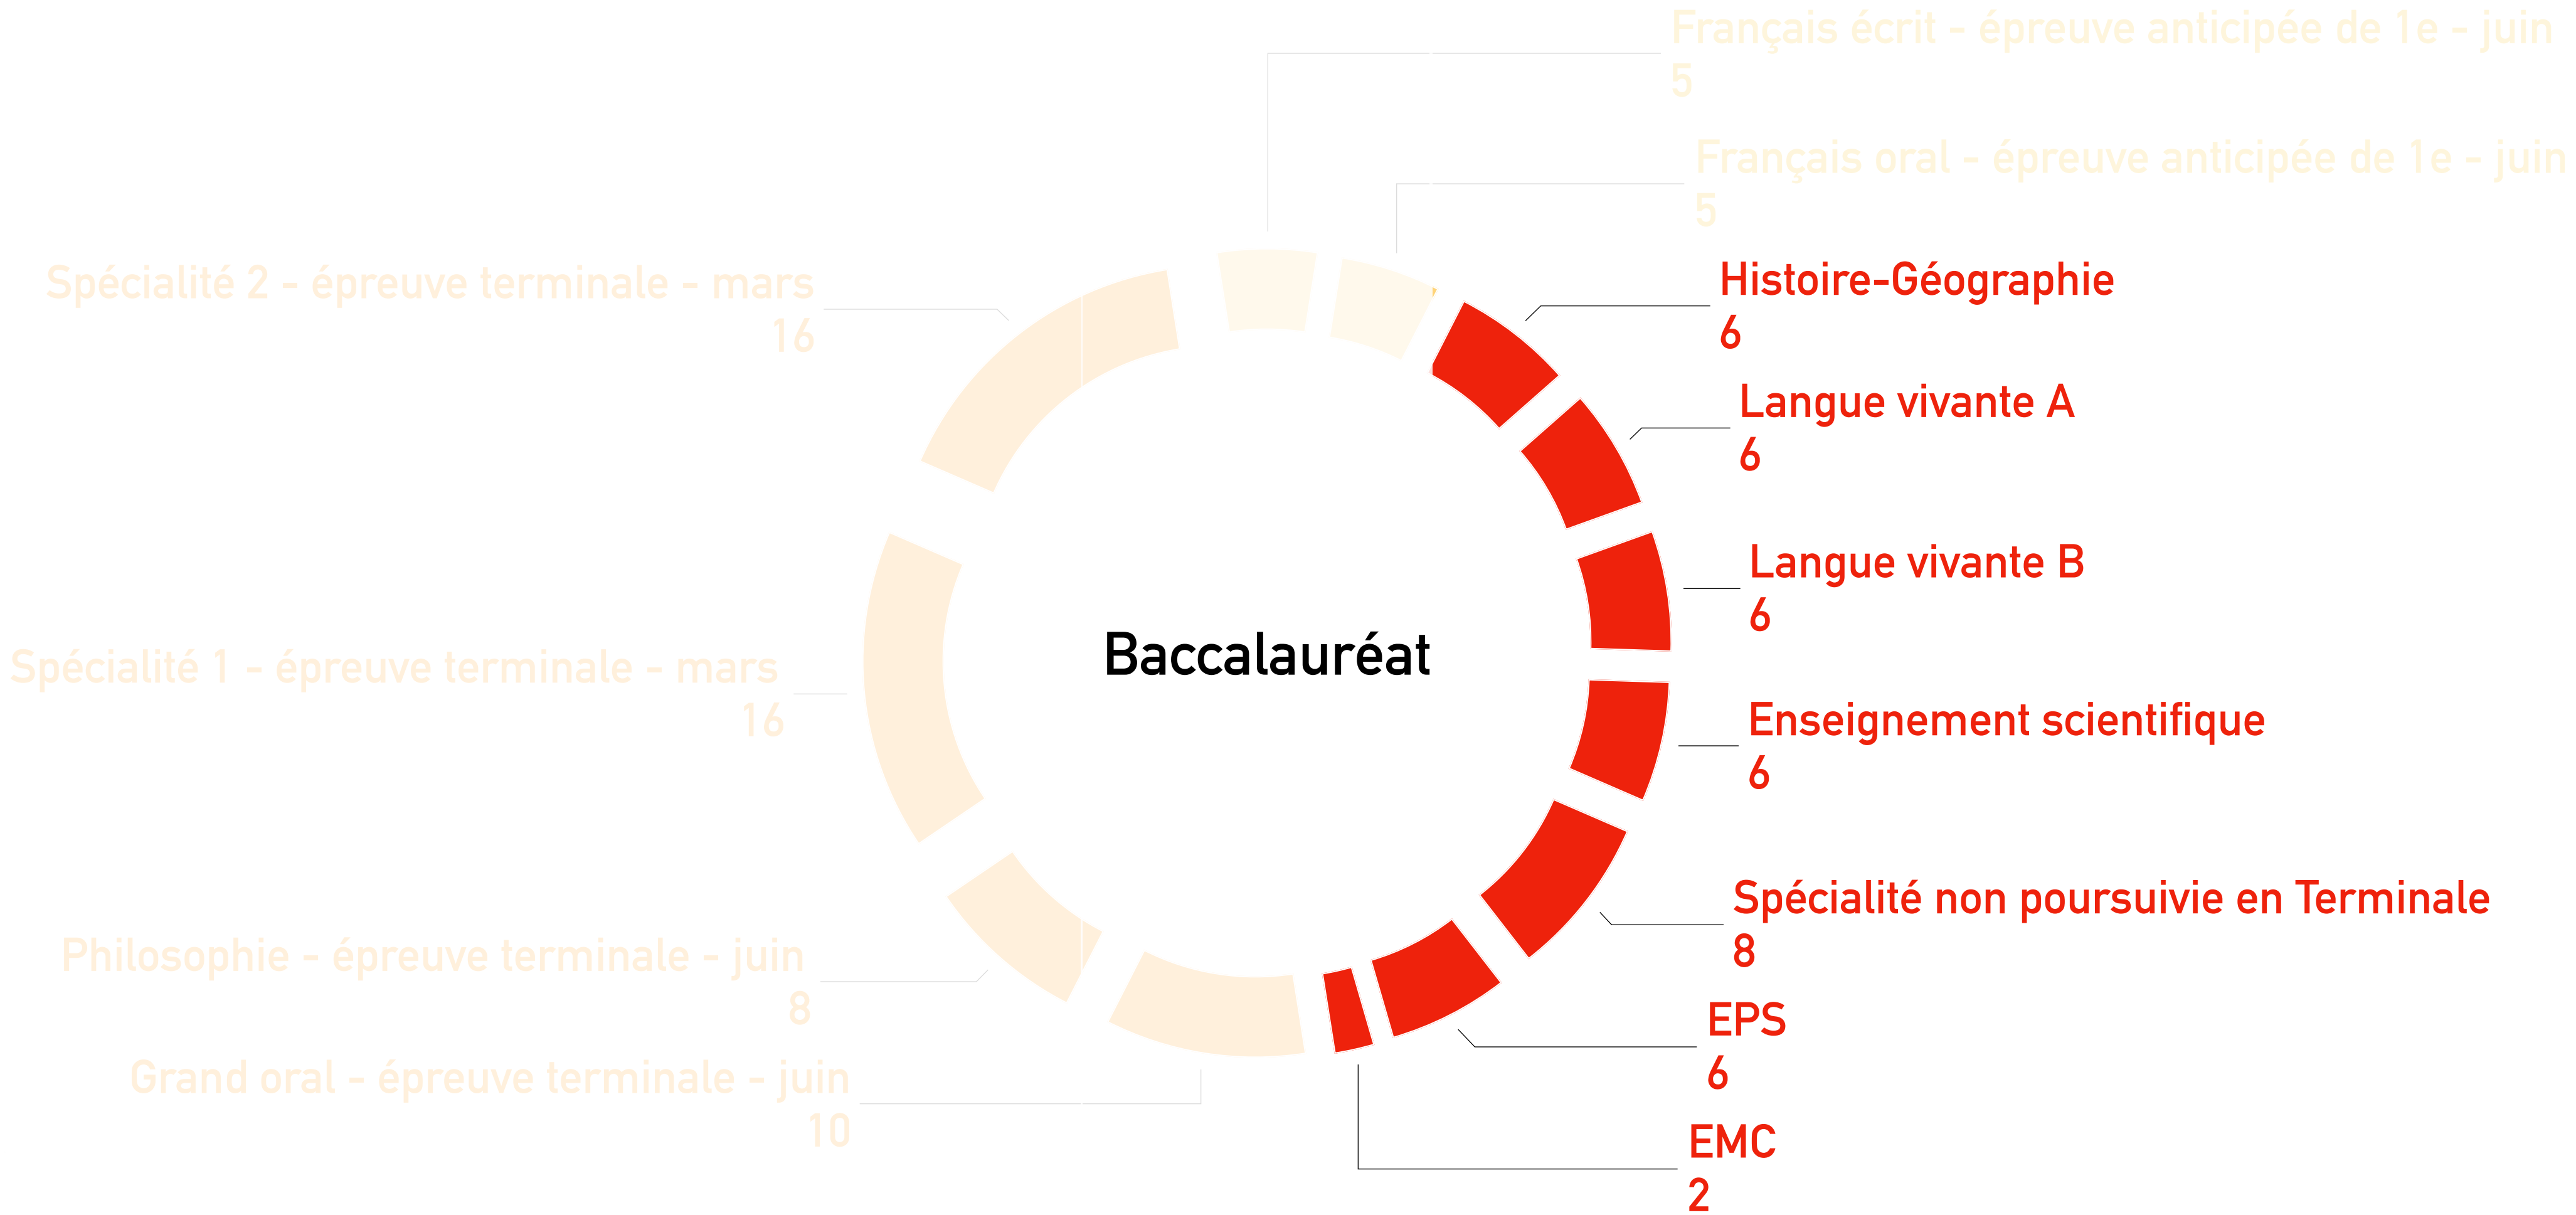 Français écrit - épreuve anticipée de 1e - juin
5
Français oral - épreuve anticipée de 1e - juin
5
Histoire-Géographie
6
Langue vivante A
6
Langue vivante B
6
Enseignement scientifique
6
Spécialité non poursuivie en Terminale
8
EPS
6
EMC
2
Grand oral - épreuve terminale - juin
10
Philosophie - épreuve terminale - juin
8
Spécialité 1 - épreuve terminale - mars
16
Spécialité 2 - épreuve terminale - mars
16
Baccalauréat